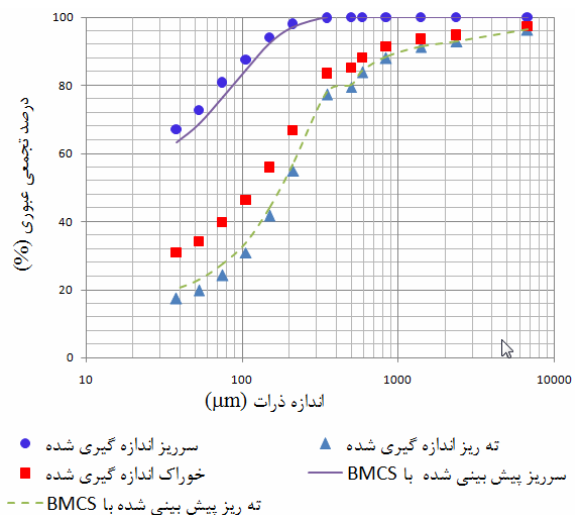 درصد تجمعی عبوری (%)
100
80
60
40
20
0
10
100
1000
10000
اندازه ذرات (µm)
سرریز اندازه گیری شده
ته ریز اندازه گیری شده
خوراک اندازه گیری شده
سرریز پیش بینی شده با BMCS
ته ریز پیش بینی شده با BMCS